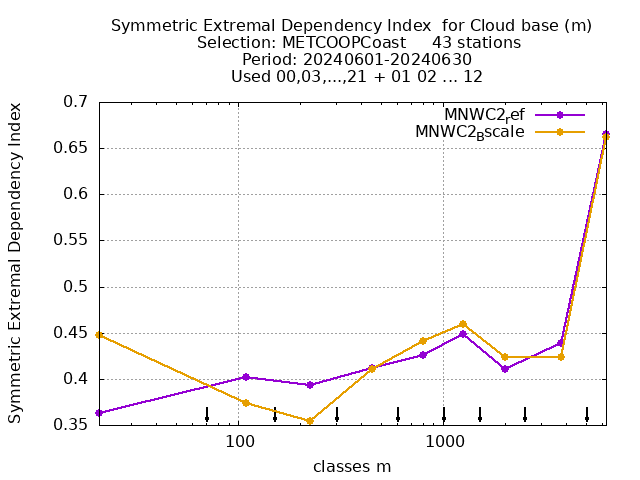 Symmetric Extremal Dependency Index  for Cloud base (m)
Selection: METCOOPCoast     43 stations
Period: 20240601-20240630
Used 00,03,...,21 + 01 02 ... 12
Symmetric Extremal Dependency Index
0.7
0.65
0.6
0.55
0.5
0.45
0.4
0.35
MNWC2ref
MNWC2Bscale
100
1000
classes m